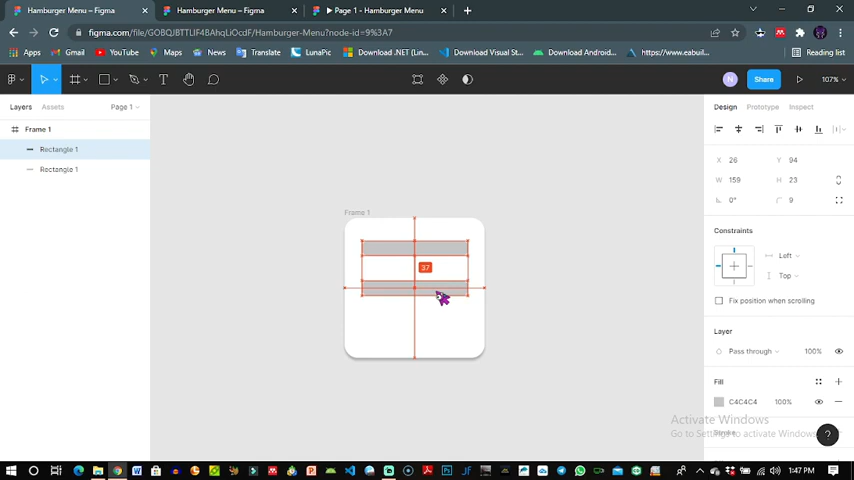 Hamburger Menu – Figma
Hamburger Menu – Figma
Page 1 - Hamburger Menu
figma.com/file/GOBQJBTTLIF4BAhqLiOcdF/Hamburger-Menu?node-id=9%3A7
Apps
Gmail
YouTube
Maps
News
Translate
LunaPic
Download .NET (Lin...
Download Visual Stu...
Download Android...
https://www.eabuil...
Reading list
N
Share
107%
Layers
Assets
Page 1
Design
Prototype
Inspect
Frame 1
Rectangle 1
Rectangle 1
X 26
Y 94
W 159
H 23
0°
9
Constraints
Left
Top
Fix position when scrolling
Frame 1
37
Layer
Pass through
100%
Fill
C4C4C4
100%
Activate Windows
Go to Settings to activate Windows.
Stroke
?
1:47 PM